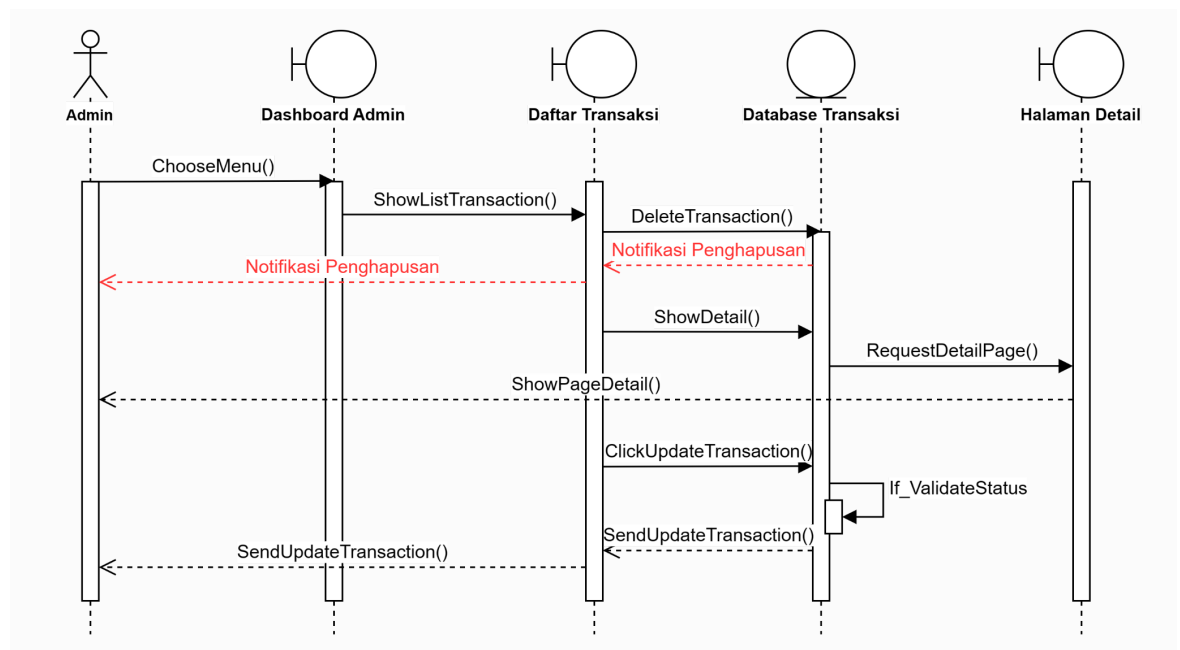 Admin
Dashboard Admin
Daftar Transaksi
Database Transaksi
Halaman Detail
ChooseMenu()
ShowListTransaction()
DeleteTransaction()
Notifikasi Penghapusan
Notifikasi Penghapusan
ShowDetail()
RequestDetailPage()
ShowPageDetail()
ClickUpdateTransaction()
If_ValidateStatus
SendUpdateTransaction()
SendUpdateTransaction()